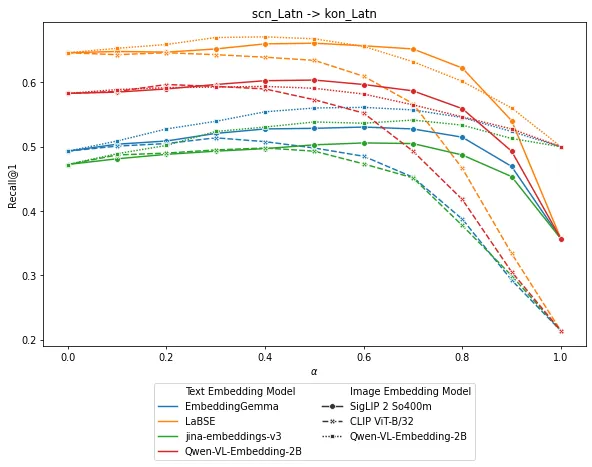 scn_Latn -> kon_Latn
Recall@1
0.6
0.5
0.4
0.3
0.2
0.0 0.2 0.4 0.6 0.8 1.0
α
Text Embedding Model Image Embedding Model
EmbeddingGemma SigLIP 2 So400m
LaBSE CLIP ViT-B/32
jina-embeddings-v3 Qwen-VL-Embedding-2B
Qwen-VL-Embedding-2B